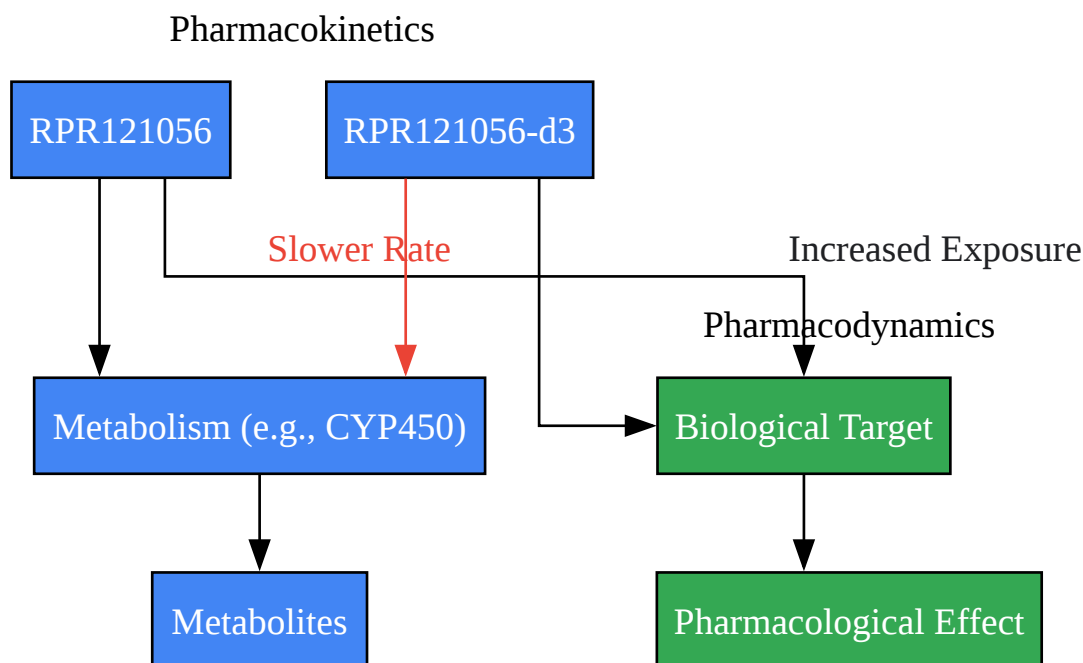 Pharmacokinetics
RPR121056
RPR121056-d3
Slower Rate
Increased Exposure
Pharmacodynamics
Metabolism (e.g., CYP450)
Biological Target
Metabolites
Pharmacological Effect